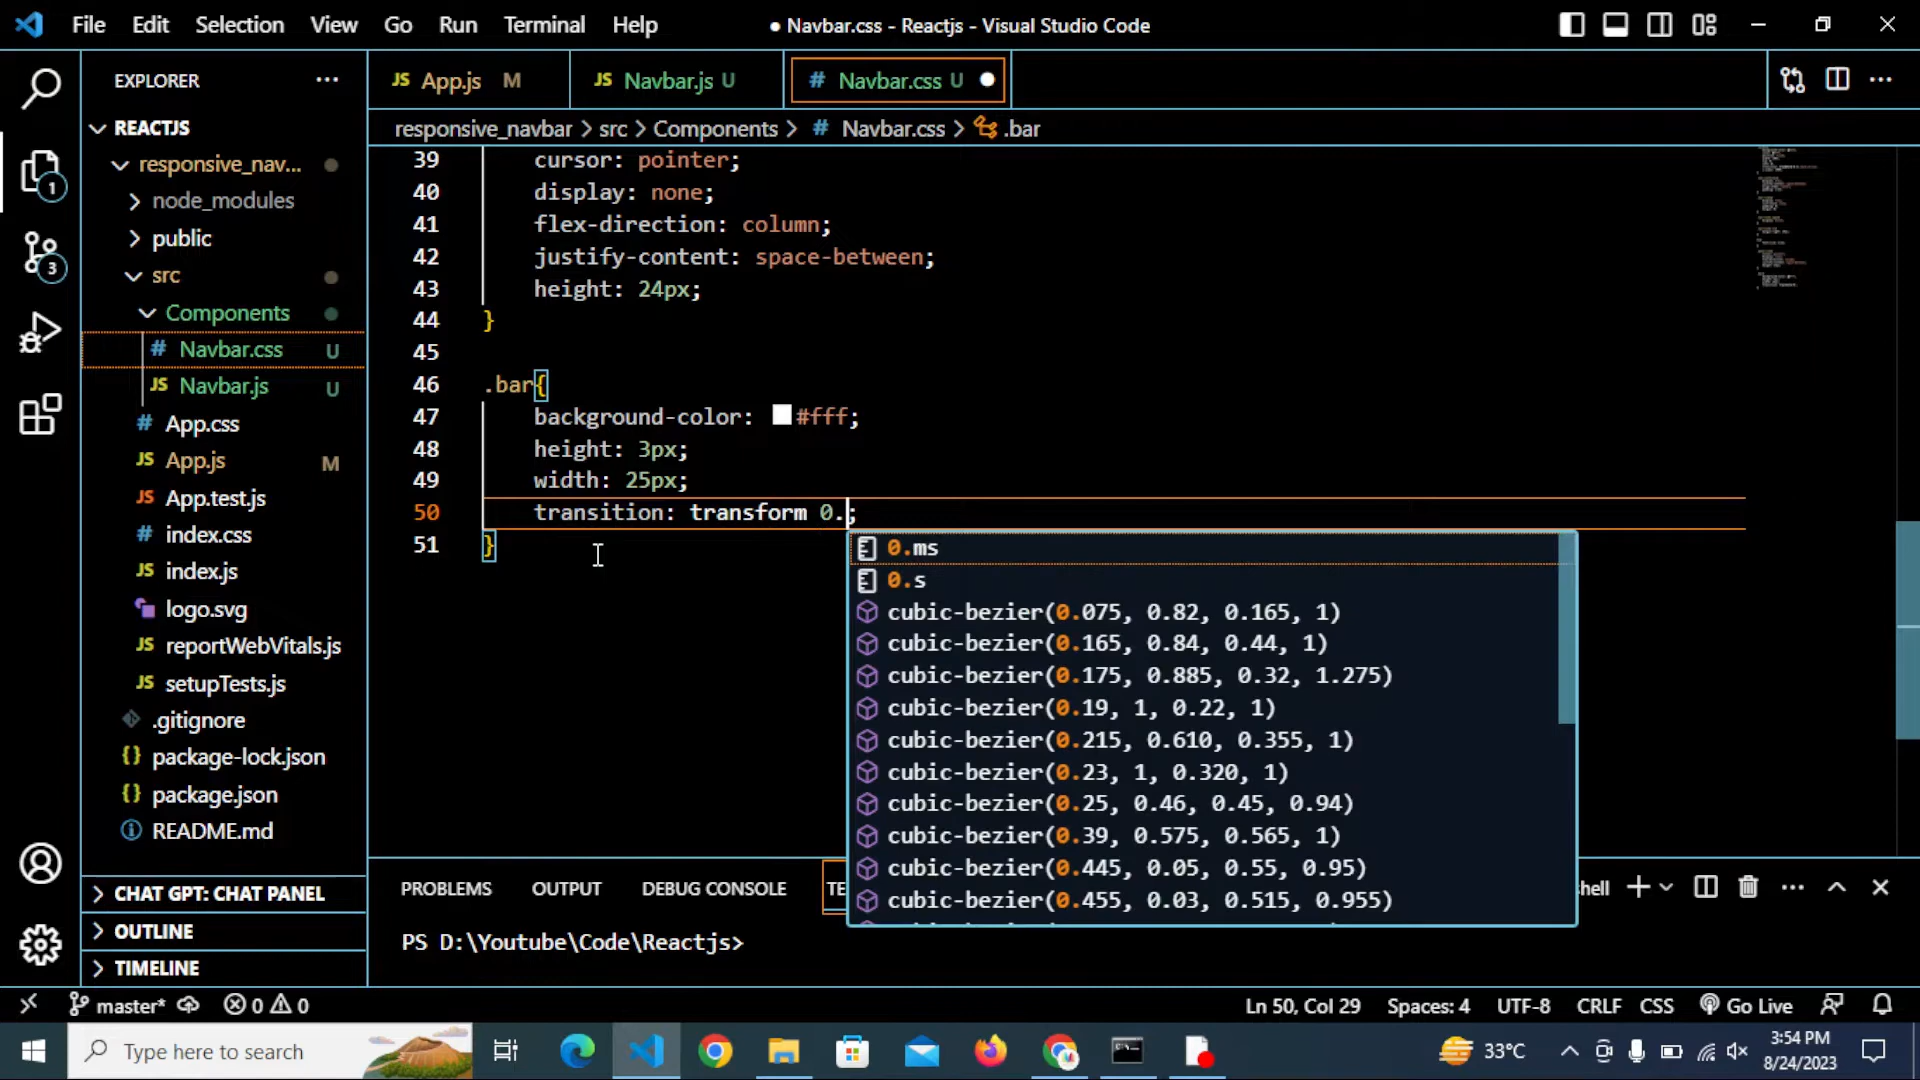 File Edit Selection View Go Run Terminal Help
● Navbar.css - Reactjs - Visual Studio Code
EXPLORER
REACTJS
responsive_nav...
node_modules
public
src
Components
# Navbar.css U
JS Navbar.js U
# App.css
JS App.js M
JS App.test.js
# index.css
JS index.js
logo.svg
JS reportWebVitals.js
JS setupTests.js
.gitignore
{} package-lock.json
{} package.json
README.md
CHAT GPT: CHAT PANEL
OUTLINE
TIMELINE
1
3
JS App.js M
JS Navbar.js U
# Navbar.css U
responsive_navbar > src > Components > # Navbar.css > .bar
39 cursor: pointer;
40 display: none;
41 flex-direction: column;
42 justify-content: space-between;
43 height: 24px;
44 }
45
46 .bar{
47 background-color: #fff;
48 height: 3px;
49 width: 25px;
50 transition: transform 0.;
51 }
0.ms
0.s
cubic-bezier(0.075, 0.82, 0.165, 1)
cubic-bezier(0.165, 0.84, 0.44, 1)
cubic-bezier(0.175, 0.885, 0.32, 1.275)
cubic-bezier(0.19, 1, 0.22, 1)
cubic-bezier(0.215, 0.610, 0.355, 1)
cubic-bezier(0.23, 1, 0.320, 1)
cubic-bezier(0.25, 0.46, 0.45, 0.94)
cubic-bezier(0.39, 0.575, 0.565, 1)
cubic-bezier(0.445, 0.05, 0.55, 0.95)
cubic-bezier(0.455, 0.03, 0.515, 0.955)
PROBLEMS OUTPUT DEBUG CONSOLE TE hell
PS D:\Youtube\Code\Reactjs>
master* 0 0
Ln 50, Col 29 Spaces: 4 UTF-8 CRLF CSS Go Live
Type here to search
33°C
3:54 PM
8/24/2023